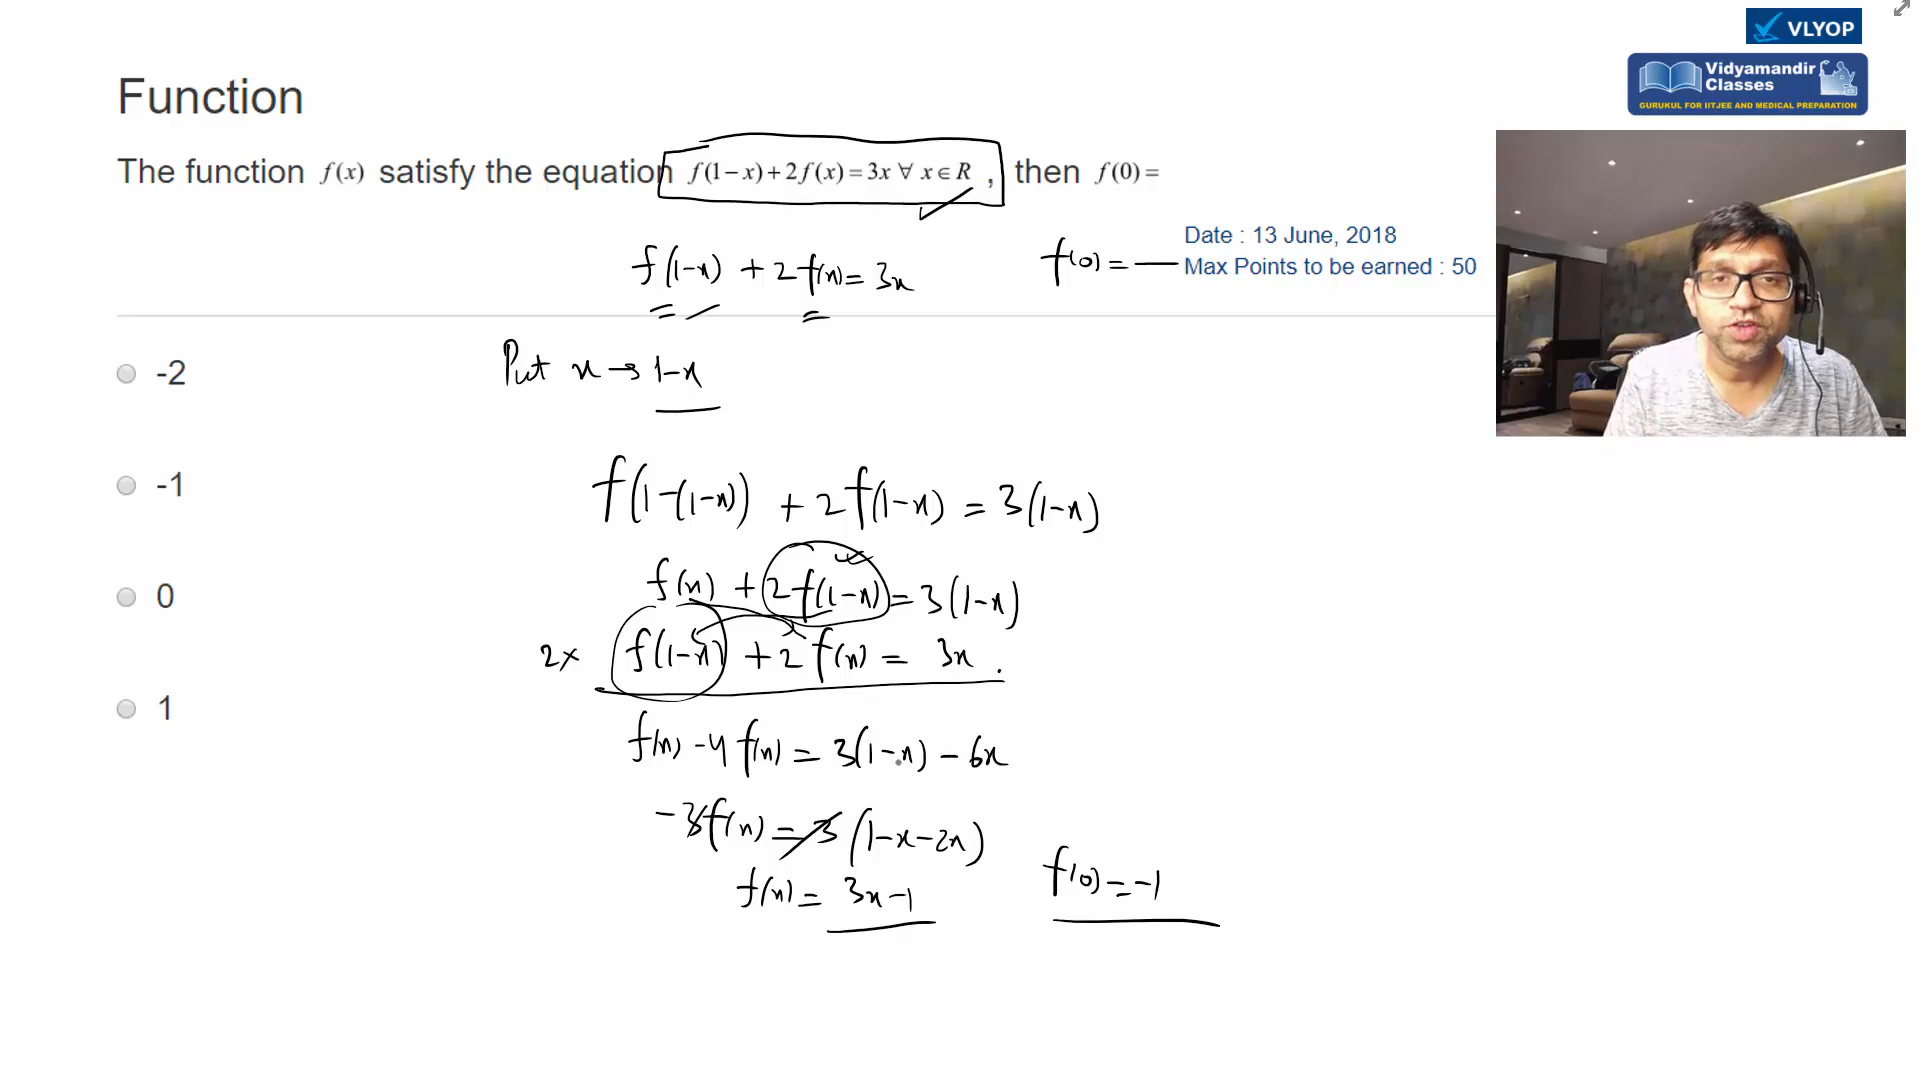 VLYOP
Vidyamandir
Classes
GURUKUL FOR IITJEE AND MEDICAL PREPARATION
Function
The function f(x) satisfy the equation f(1−x)+2f(x)=3x ∀ x∈R , then f(0)=
Date : 13 June, 2018
Max Points to be earned : 50
f(1-x) + 2f(x) = 3x
f(0) = —
Put x → 1-x
-2
-1
0
1
f(1-(1-x)) + 2f(1-x) = 3(1-x)
f(x) + 2f(1-x) = 3(1-x)
2x f(1-x) + 2f(x) = 3x .
f(x) - 4f(x) = 3(1-x) - 6x
-3f(x) = 3(1-x-2x)
f(x) = 3x-1
f(0) = -1